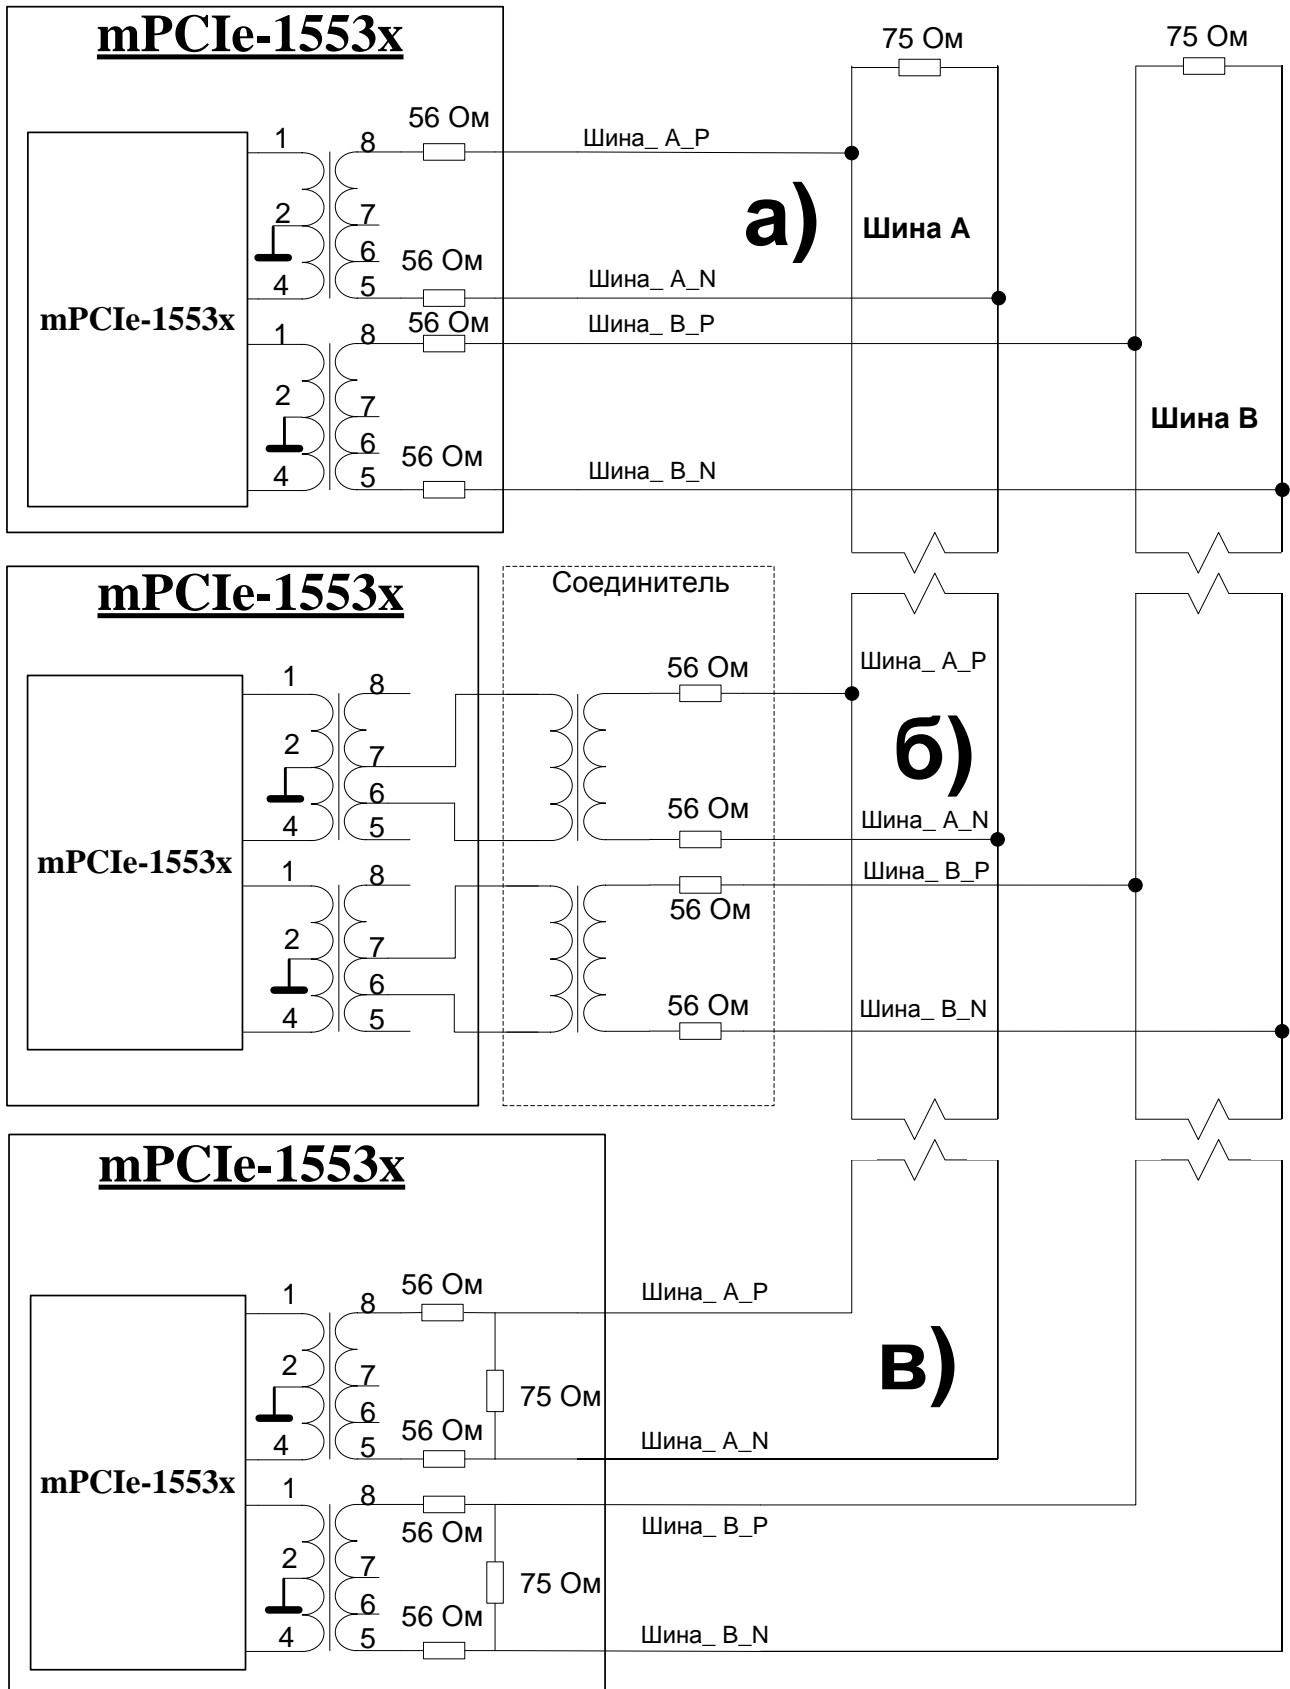 mPCIe-1553x
75 Ом
75 Ом
56 Ом
1
8
Шина_ A_P
2
7
а)
Шина А
6
56 Ом
4
5
Шина_ A_N
mPCIe-1553x
56 Ом
Шина_ B_P
1
8
2
7
Шина В
6
56 Ом
4
5
Шина_ B_N
mPCIe-1553x
Соединитель
1
8
56 Ом
Шина_ A_P
2
7
б)
6
4
5
56 Ом
Шина_ A_N
mPCIe-1553x
1
8
Шина_ B_P
56 Ом
2
7
6
4
5
56 Ом
Шина_ B_N
mPCIe-1553x
1
8
56 Ом
Шина_ A_P
2
7
75 Ом
в)
6
4
5
56 Ом
Шина_ A_N
mPCIe-1553x
1
8
56 Ом
Шина_ B_P
2
7
75 Ом
6
4
5
56 Ом
Шина_ B_N